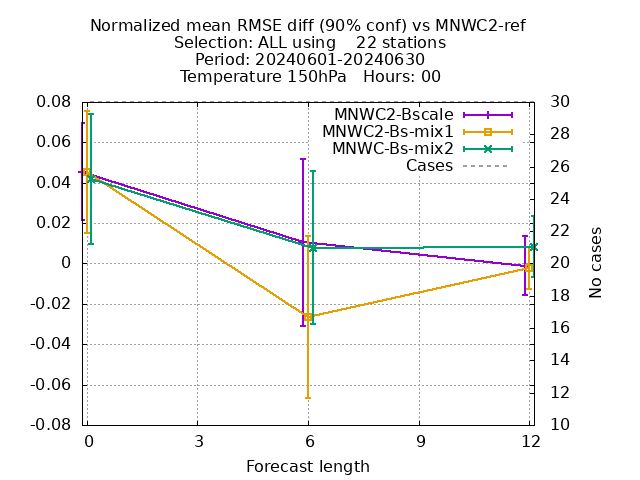 Normalized mean RMSE diff (90% conf) vs MNWC2-ref
Selection: ALL using    22 stations
Period: 20240601-20240630
Temperature 150hPa   Hours: 00
MNWC2-Bscale
MNWC2-Bs-mix1
MNWC-Bs-mix2
Cases
0.08
0.06
0.04
0.02
0
-0.02
-0.04
-0.06
-0.08
30
28
26
24
22
20
18
16
14
12
10
No cases
0 3 6 9 12
Forecast length